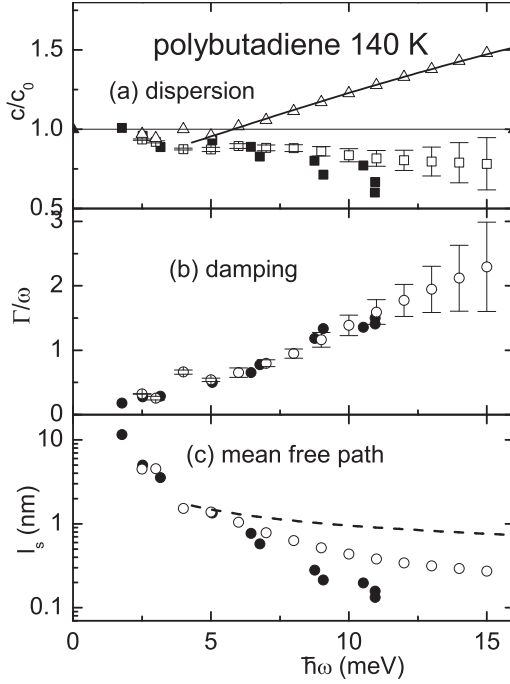 polybutadiene 140 K
(a) dispersion
c/c₀
1.5
1.0
0.5
(b) damping
Γ/ω
3
2
1
0
(c) mean free path
lₛ (nm)
10
1
0.1
0 5 10 15
ħω (meV)